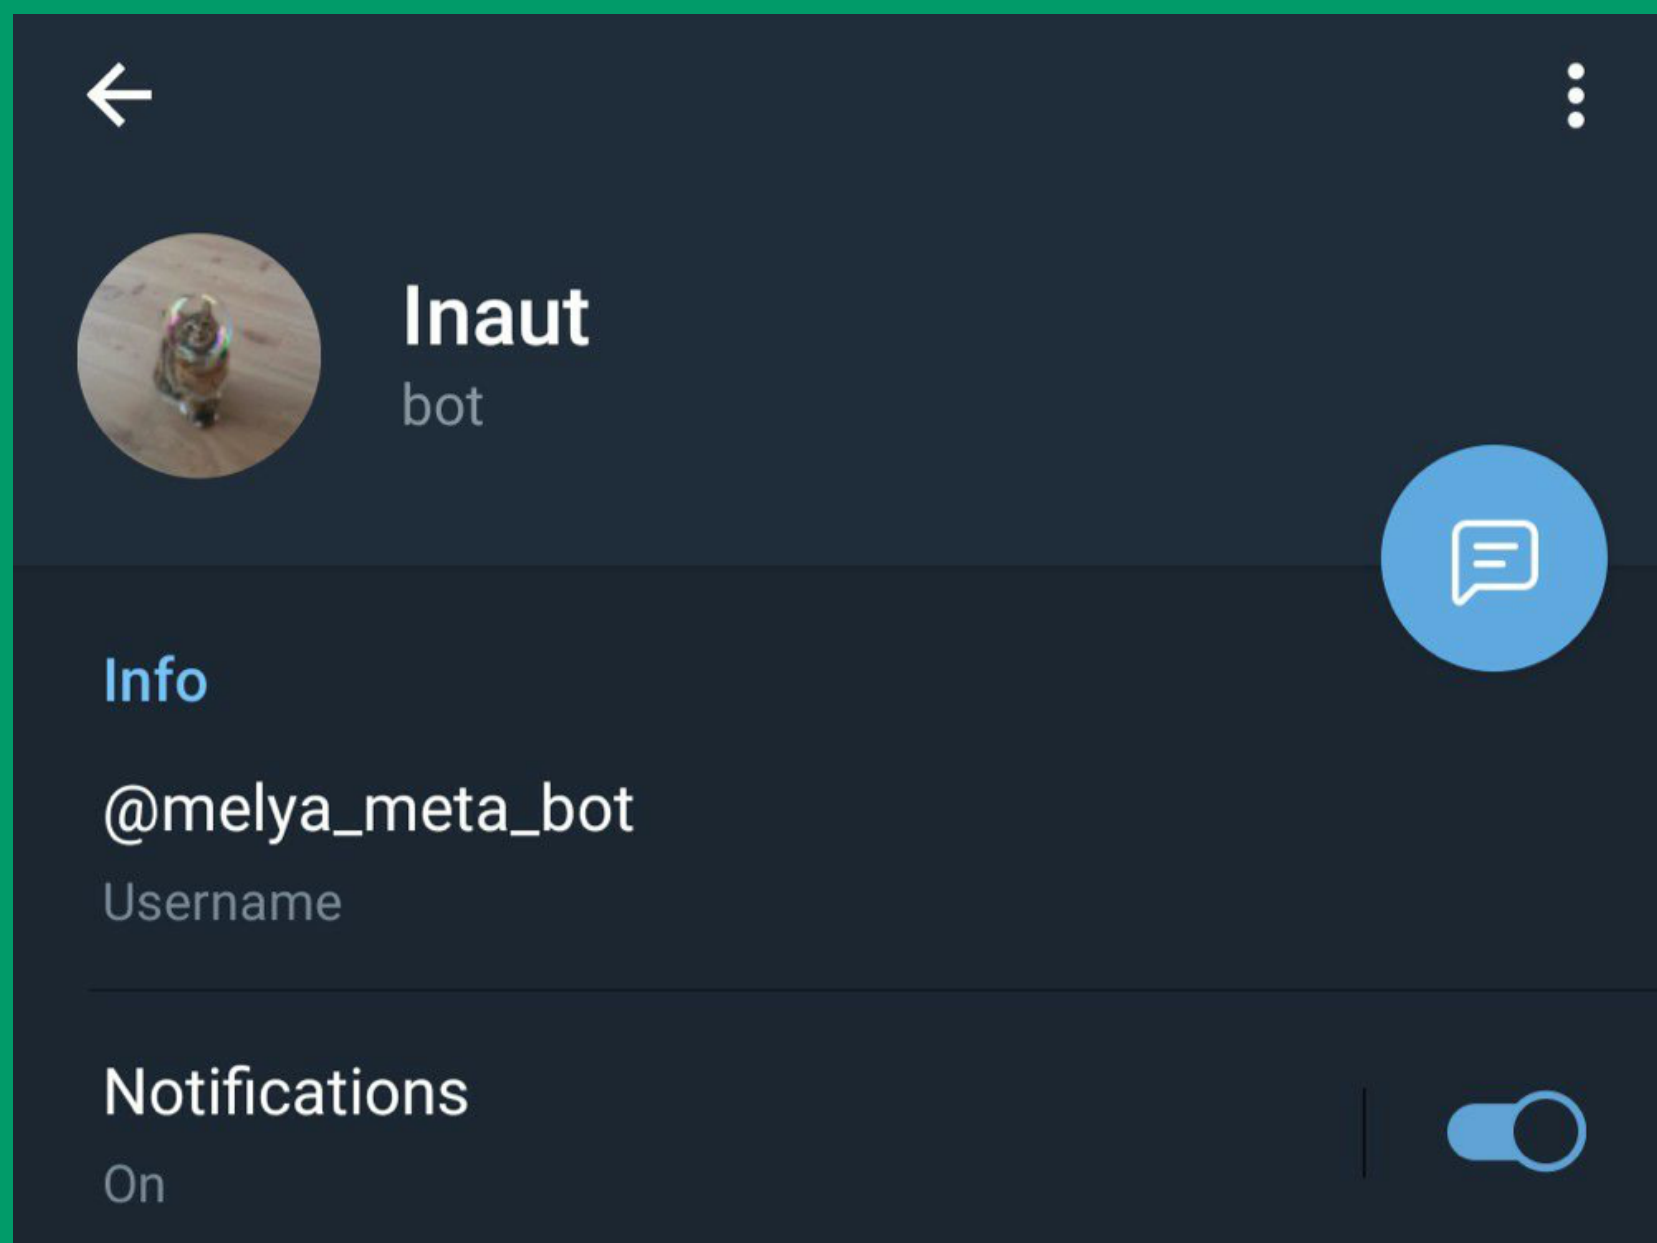 Inaut
bot
Info
@melya_meta_bot
Username
Notifications
On